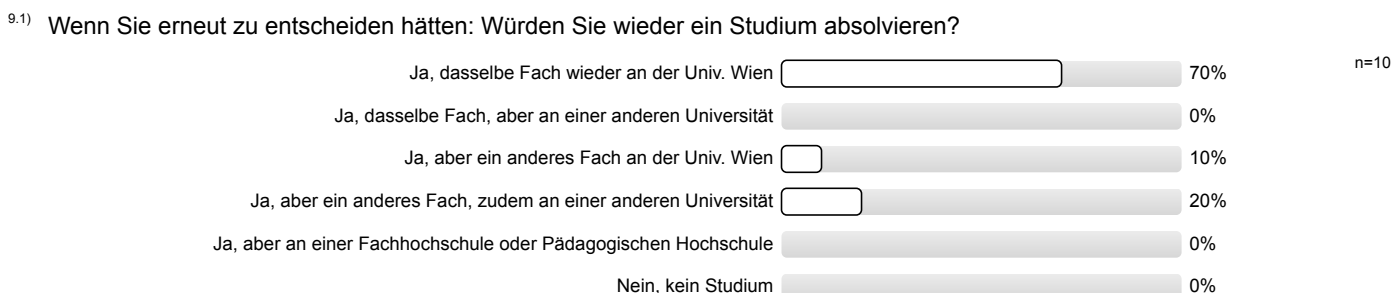 9.1) Wenn Sie erneut zu entscheiden hätten: Würden Sie wieder ein Studium absolvieren?
Ja, dasselbe Fach wieder an der Univ. Wien 70% n=10
Ja, dasselbe Fach, aber an einer anderen Universität 0%
Ja, aber ein anderes Fach an der Univ. Wien 10%
Ja, aber ein anderes Fach, zudem an einer anderen Universität 20%
Ja, aber an einer Fachhochschule oder Pädagogischen Hochschule 0%
Nein, kein Studium 0%